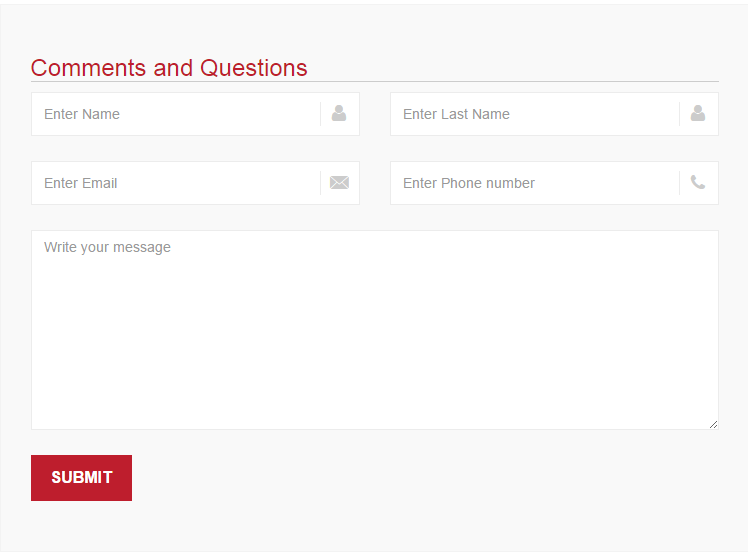 Comments and Questions
Enter Name
Enter Last Name
Enter Email
Enter Phone number
Write your message
SUBMIT